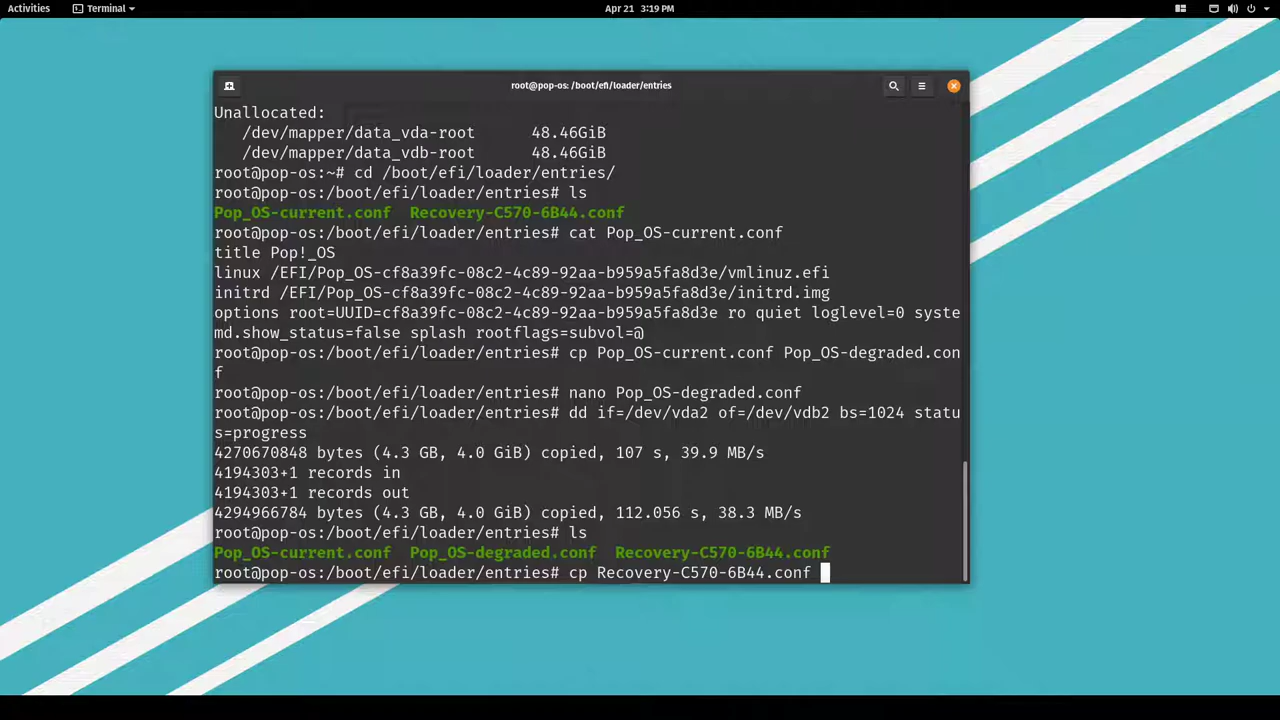 Activities
Terminal
Apr 21 3:19 PM
root@pop-os: /boot/efi/loader/entries
Unallocated:
/dev/mapper/data_vda-root 48.46GiB
/dev/mapper/data_vdb-root 48.46GiB
root@pop-os:~# cd /boot/efi/loader/entries/
root@pop-os:/boot/efi/loader/entries# ls
Pop_OS-current.conf Recovery-C570-6B44.conf
root@pop-os:/boot/efi/loader/entries# cat Pop_OS-current.conf
title Pop!_OS
linux /EFI/Pop_OS-cf8a39fc-08c2-4c89-92aa-b959a5fa8d3e/vmlinuz.efi
initrd /EFI/Pop_OS-cf8a39fc-08c2-4c89-92aa-b959a5fa8d3e/initrd.img
options root=UUID=cf8a39fc-08c2-4c89-92aa-b959a5fa8d3e ro quiet loglevel=0 syste
md.show_status=false splash rootflags=subvol=@
root@pop-os:/boot/efi/loader/entries# cp Pop_OS-current.conf Pop_OS-degraded.con
f
root@pop-os:/boot/efi/loader/entries# nano Pop_OS-degraded.conf
root@pop-os:/boot/efi/loader/entries# dd if=/dev/vda2 of=/dev/vdb2 bs=1024 statu
s=progress
4270670848 bytes (4.3 GB, 4.0 GiB) copied, 107 s, 39.9 MB/s
4194303+1 records in
4194303+1 records out
4294966784 bytes (4.3 GB, 4.0 GiB) copied, 112.056 s, 38.3 MB/s
root@pop-os:/boot/efi/loader/entries# ls
Pop_OS-current.conf Pop_OS-degraded.conf Recovery-C570-6B44.conf
root@pop-os:/boot/efi/loader/entries# cp Recovery-C570-6B44.conf